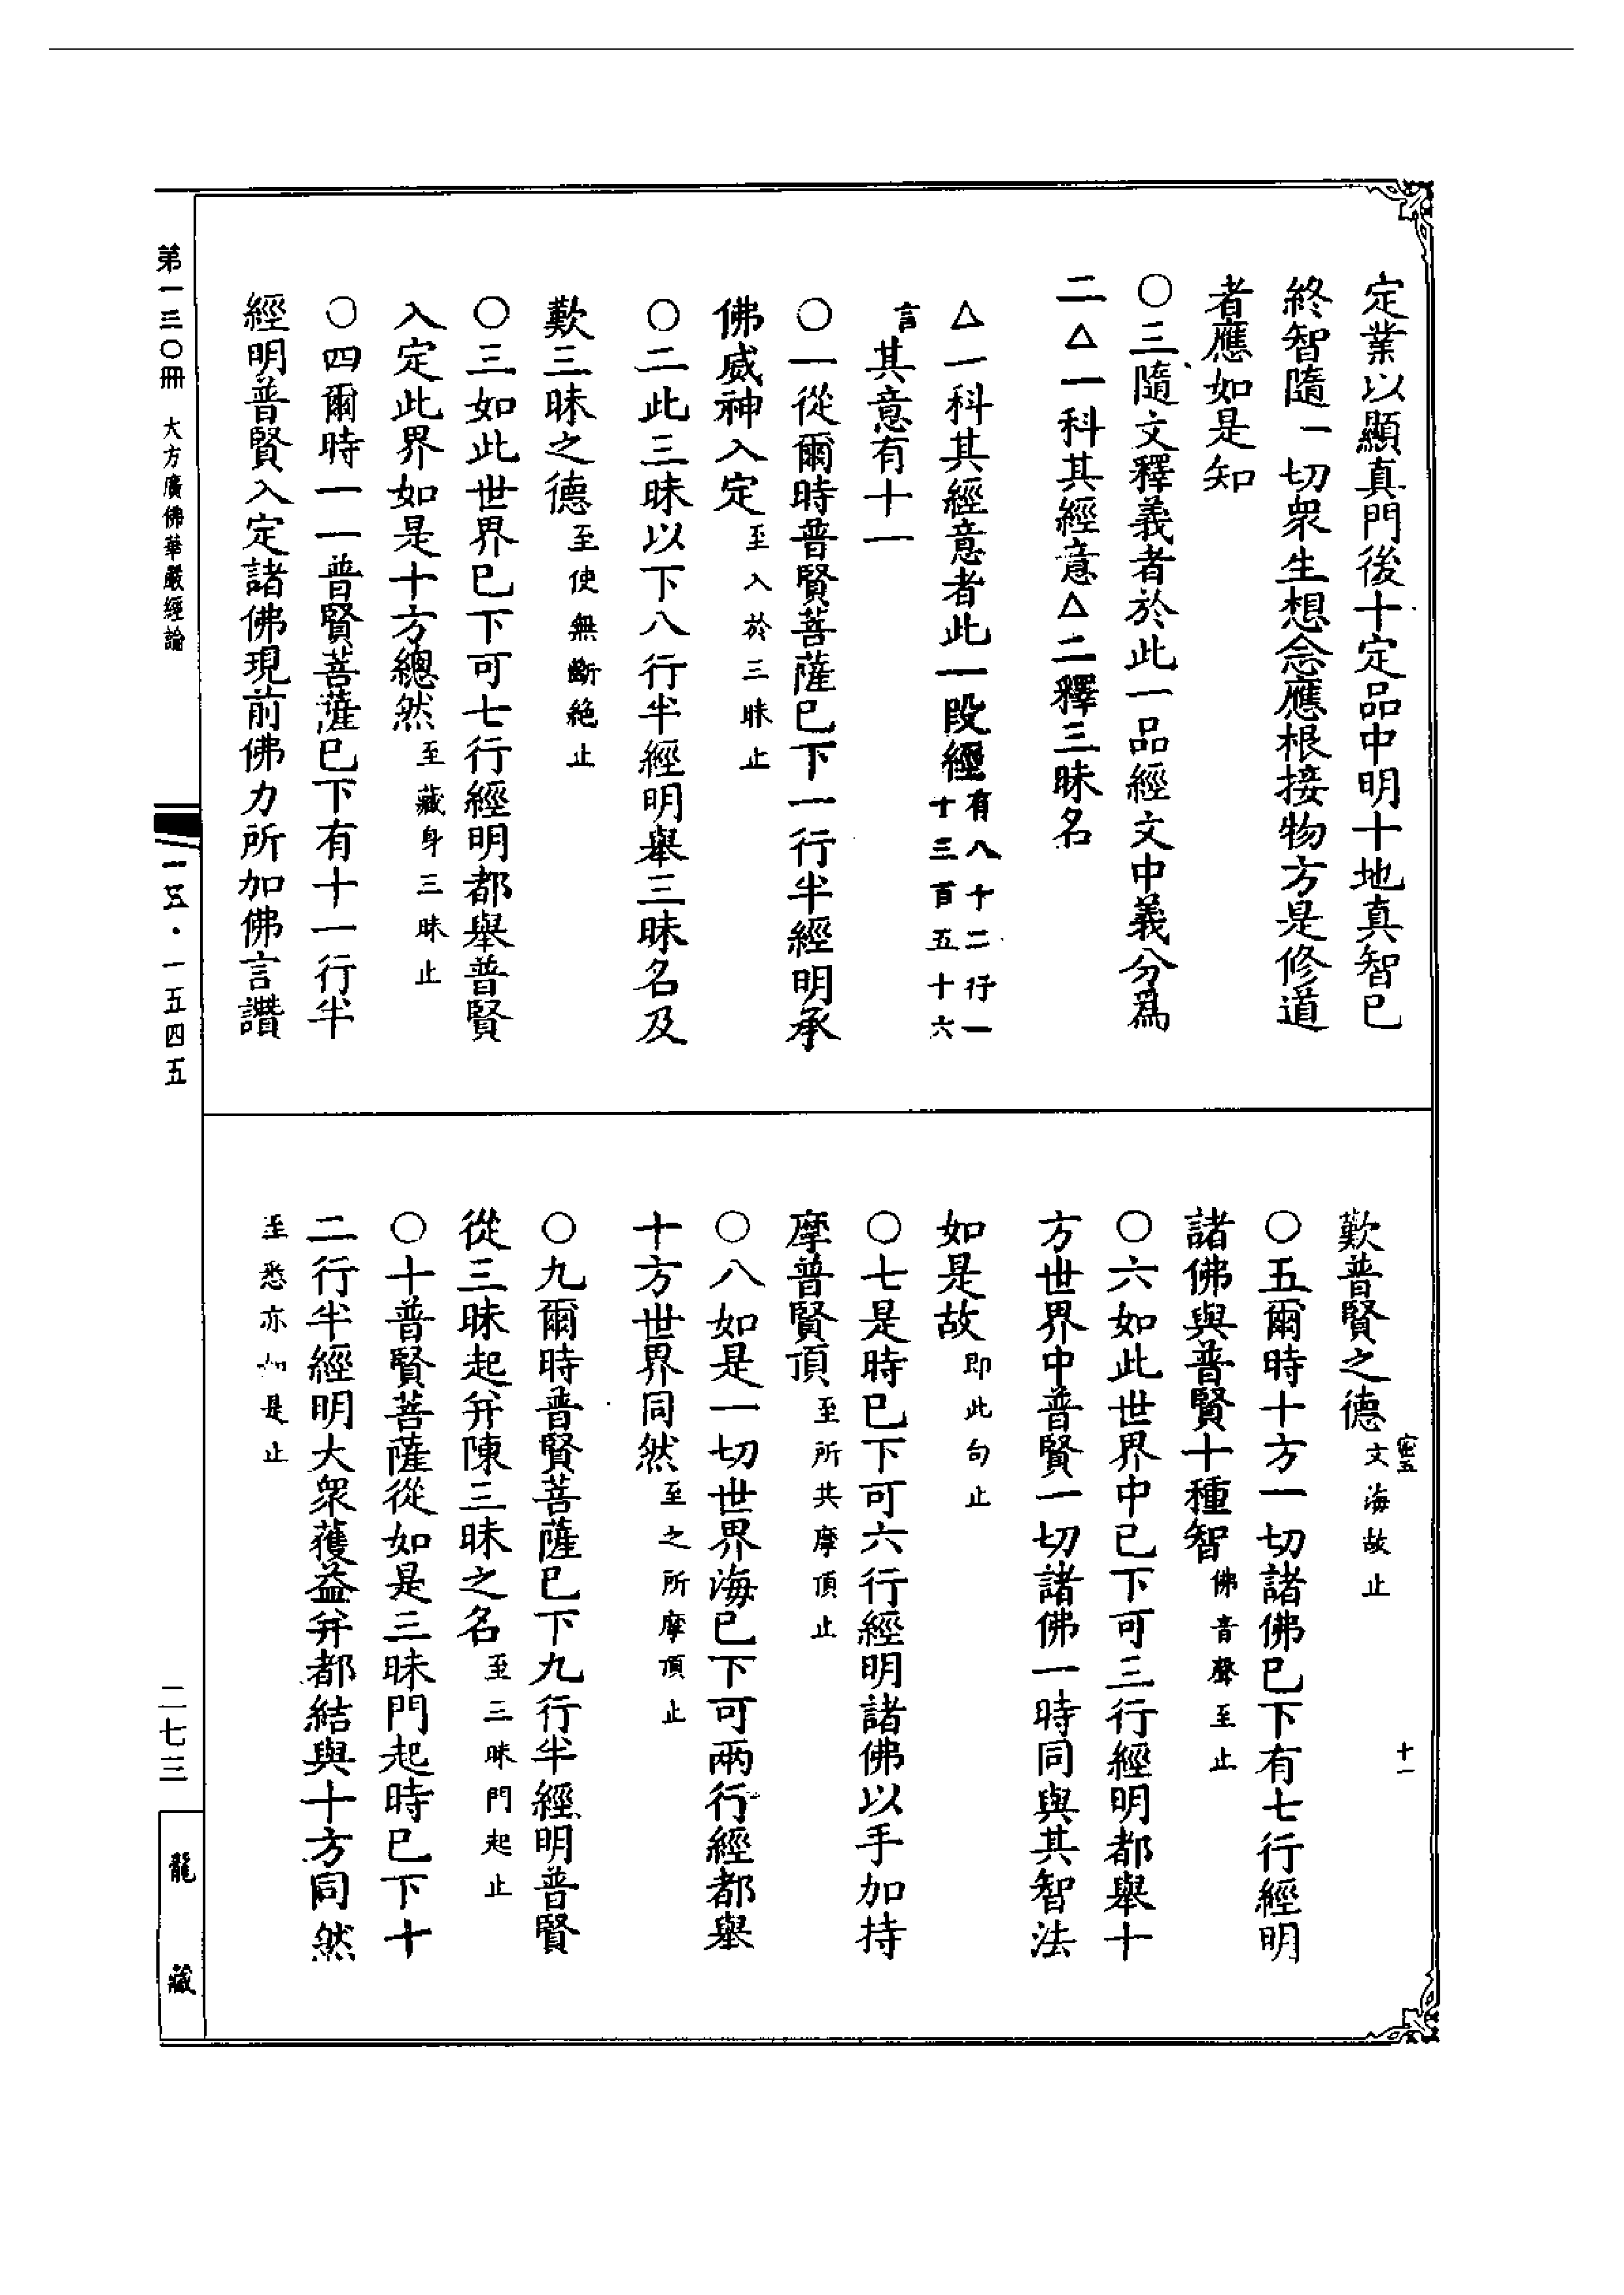 定業以顯真門後十定品中明十地真智已
終智隨一切眾生想念應根接物方是修道
者應如是知
○三隨文釋義者於此一品經文中義分為
二△一科其經意△二釋三昧名
△一科其經意者此一段經有八十二行一
十三百五十六
言其意有十一
○一從爾時普賢菩薩已下一行半經明承
佛威神入定至入於三昧止
○二此三昧以下八行半經明舉三昧名及
歎三昧之德至使無斷絕止
○三如此世界已下可七行經明都舉普賢
入定此界如是十方總然至藏身三昧止
○四爾時一一普賢菩薩已下有十一行半
經明普賢入定諸佛現前佛力所加佛言讚
第一三〇冊 大方廣佛華嚴經論
一五・一五四五
歎普賢之德文海故止
十一
○五爾時十方一切諸佛已下有七行經明
諸佛與普賢十種智佛音聲至止
○六如此世界中已下可三行經明都舉十
方世界中普賢一切諸佛一時同與其智法
如是故即此句止
○七是時已下可六行經明諸佛以手加持
摩普賢頂至所共摩頂止
○八如是一切世界海已下可兩行經都舉
十方世界同然至之所摩頂止
○九爾時普賢菩薩已下九行半經明普賢
從三昧起并陳三昧之名至三昧門起止
○十普賢菩薩從如是三昧門起時已下十
二行半經明大眾獲益并都結與十方同然
至悉亦如是止
二七三
龍藏